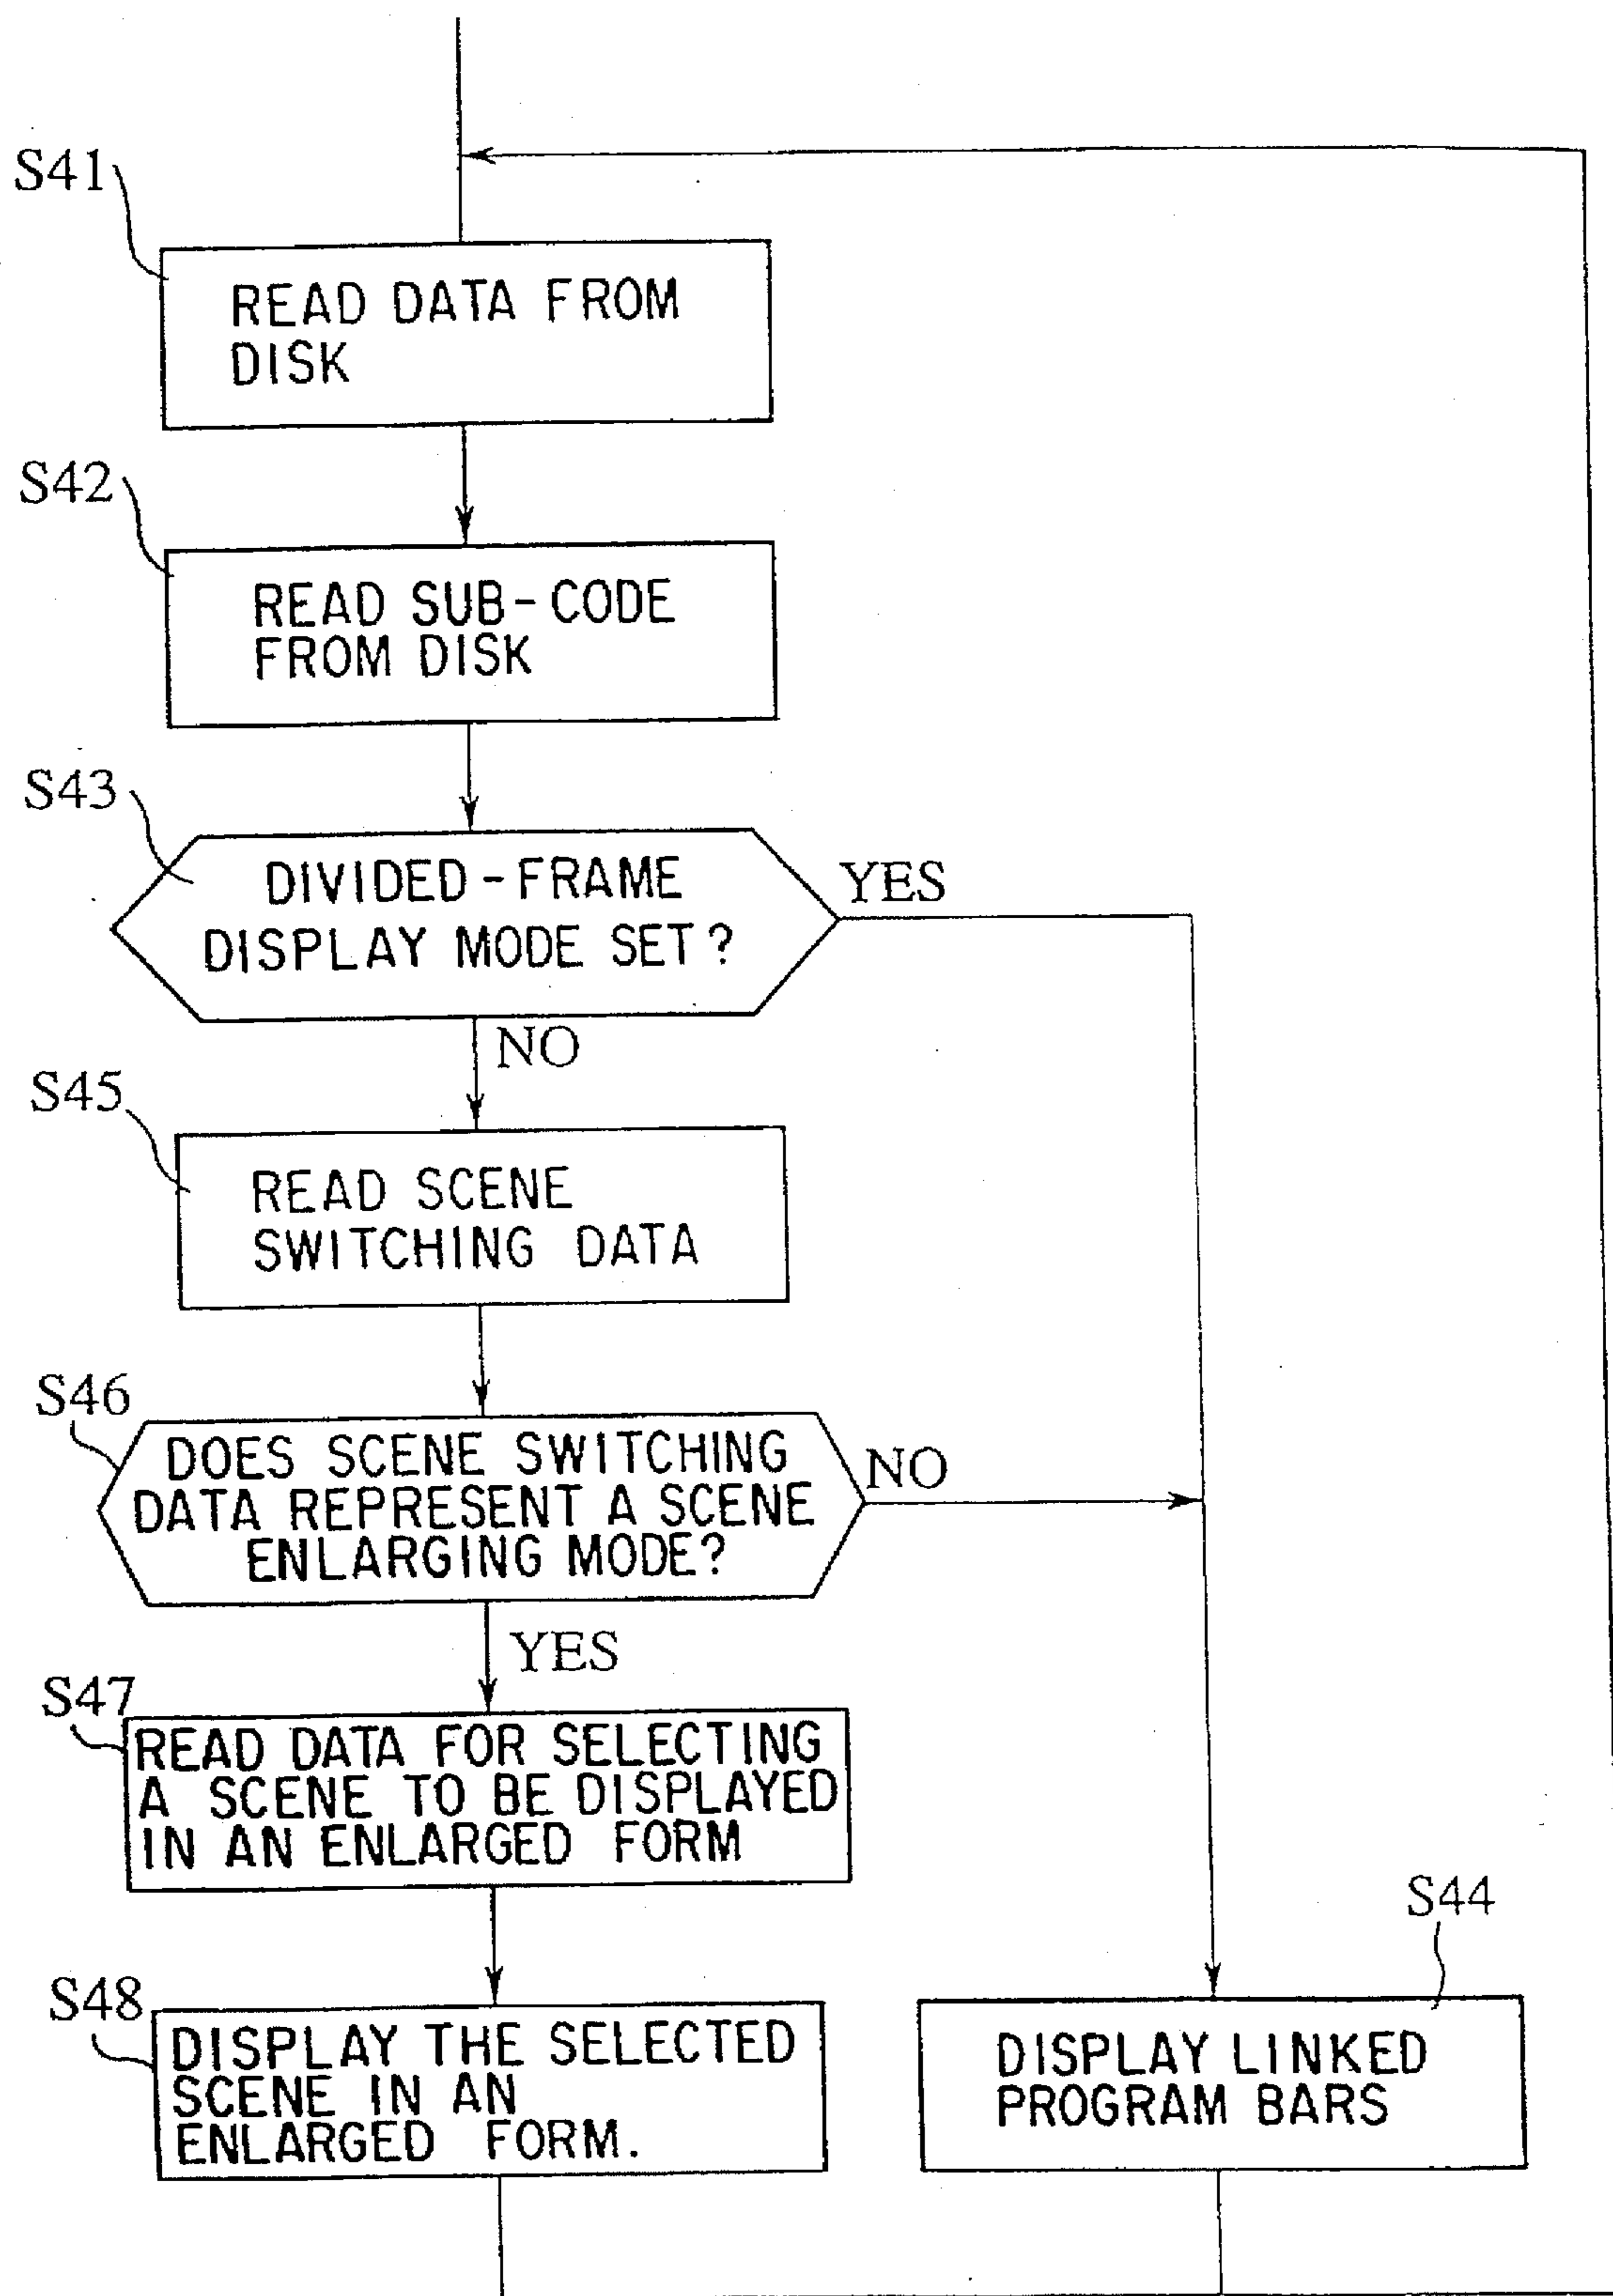 S41
READ DATA FROM
DISK
S42
READ SUB-CODE
FROM DISK
S43
DIVIDED-FRAME
DISPLAY MODE SET?
YES
NO
S45
READ SCENE
SWITCHING DATA
S46
DOES SCENE SWITCHING
DATA REPRESENT A SCENE
ENLARGING MODE?
NO
YES
S47
READ DATA FOR SELECTING
A SCENE TO BE DISPLAYED
IN AN ENLARGED FORM
S48
DISPLAY THE SELECTED
SCENE IN AN
ENLARGED FORM.
S44
DISPLAY LINKED
PROGRAM BARS